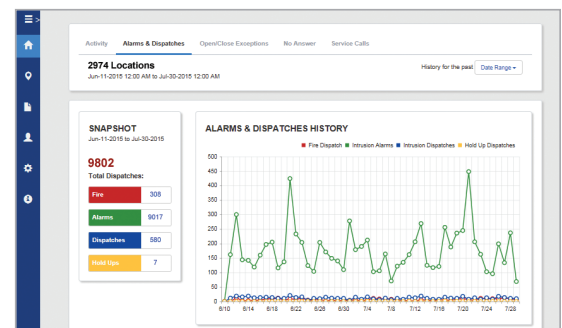 Activity Alarms & Dispatches Open/Close Exceptions No Answer Service Calls
2974 Locations
Jun-11-2015 12:00 AM to Jul-30-2015 12:00 AM
History for the past Date Range
SNAPSHOT
Jun-11-2015 to Jul-30-2015
9802
Total Dispatches:
Fire 308
Alarms 9017
Dispatches 580
Hold Ups 7
ALARMS & DISPATCHES HISTORY
Fire Dispatch Intrusion Alarms Intrusion Dispatches Hold Up Dispatches
500
450
400
350
300
250
200
150
100
50
0
6/10 6/14 6/18 6/22 6/26 6/30 7/4 7/8 7/12 7/16 7/20 7/24 7/28